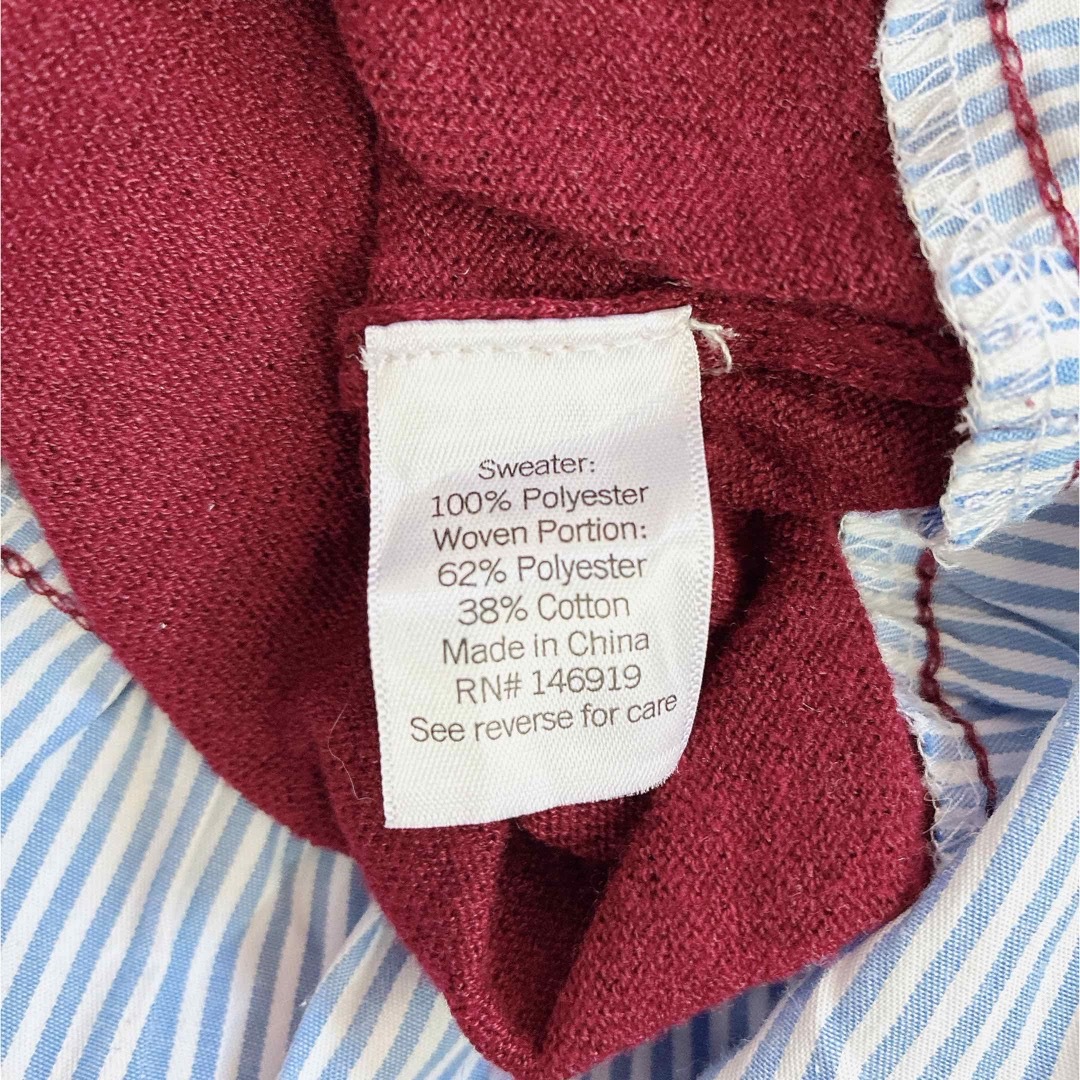 Sweater:
100% Polyester
Woven Portion:
62% Polyester
38% Cotton
Made in China
RN# 146919
See reverse for care